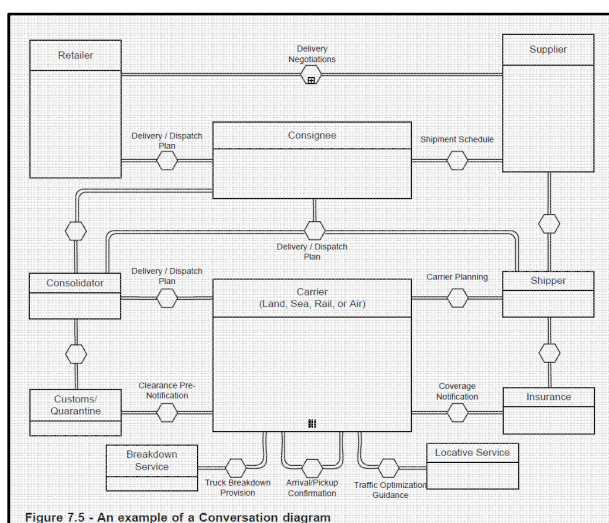 Retailer
Delivery
Negotiations
Supplier
Delivery / Dispatch
Plan
Consignee
Shipment Schedule
Delivery / Dispatch
Plan
Consolidator
Delivery / Dispatch
Plan
Carrier
(Land, Sea, Rail, or Air)
Carrier Planning
Shipper
Customs/
Quarantine
Clearance Pre-
Notification
Coverage
Notification
Insurance
Breakdown
Service
Truck Breakdown
Provision
Arrival/Pickup
Confirmation
Traffic Optimization
Guidance
Locative Service
Figure 7.5 - An example of a Conversation diagram